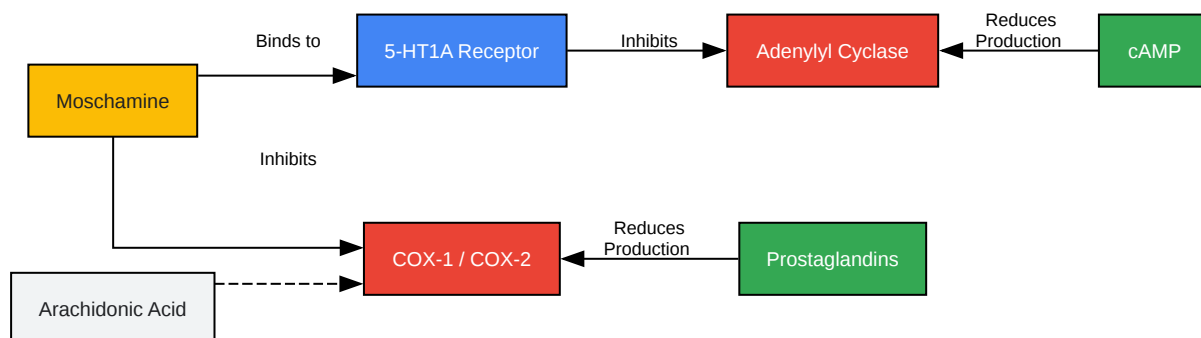 Reduces
Production
Binds to
5-HT1A Receptor
Inhibits
Adenylyl Cyclase
cAMP
Moschamine
Inhibits
Reduces
Production
COX-1 / COX-2
Prostaglandins
Arachidonic Acid